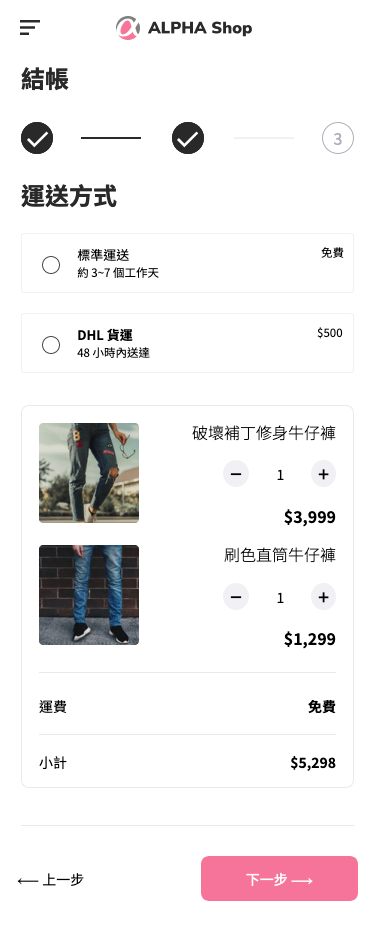 ALPHA Shop
結帳
3
運送方式
標準運送
免費
約 3~7 個工作天
DHL 貨運
$500
48 小時內送達
破壞補丁修身牛仔褲
1
$3,999
刷色直筒牛仔褲
1
$1,299
運費
免費
小計
$5,298
上一步
下一步